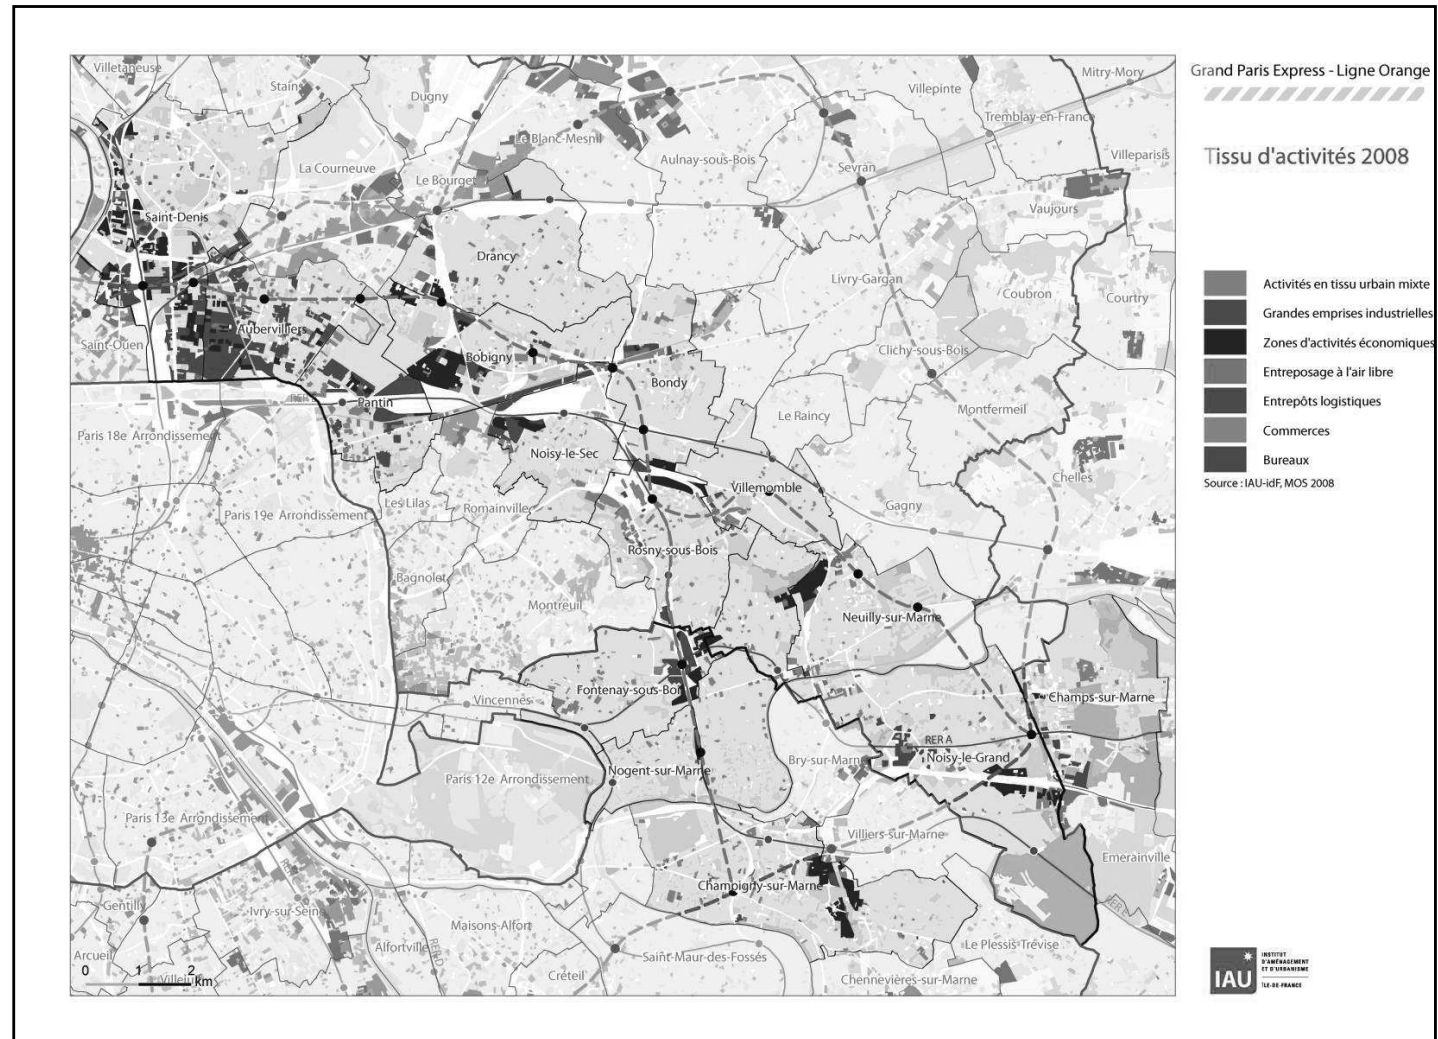 Grand Paris Express - Ligne Orange
Tissu d'activités 2008
Activités en tissu urbain mixte
Grandes emprises industrielles
Zones d'activités économiques
Entreposage à l'air libre
Entrepôts logistiques
Commerces
Bureaux
Source : IAU-idF, MOS 2008
Villetaneuse
Stains
Dugny
Villepinte
Mitry-Mory
Le Blanc-Mesnil
Tremblay-en-France
La Courneuve
Le Bourget
Aulnay-sous-Bois
Sevran
Villeparisis
Saint-Denis
Vaujours
Drancy
Livry-Gargan
Coubron
Courtry
Aubervilliers
Saint-Ouen
Bobigny
Clichy-sous-Bois
Bondy
Pantin
Le Raincy
Montfermeil
Paris 18e Arrondissement
Noisy-le-Sec
Villemomble
Chelles
Les Lilas
Romainville
Gagny
Paris 19e Arrondissement
Rosny-sous-Bois
Bagnolet
Montreuil
Neuilly-sur-Marne
Fontenay-sous-Boi
Vincennes
Champs-sur-Marne
RER A
Nogent-sur-Marne
Bry-sur-Marne
Noisy-le-Grand
Paris 12e Arrondissement
Paris 13e Arrondissement
Villiers-sur-Marne
Emerainville
Champigny-sur-Marne
Gentilly
Ivry-sur-Seine
Maisons-Alfort
RER E
Arcueil
Alfortville
RER D
Saint-Maur-des-Fossés
Le Plessis-Trévise
Créteil
Chennevières-sur-Marne
Villejuif
0 1 2
km
IAU
INSTITUT
D'AMÉNAGEMENT
ET D'URBANISME
ÎLE-DE-FRANCE